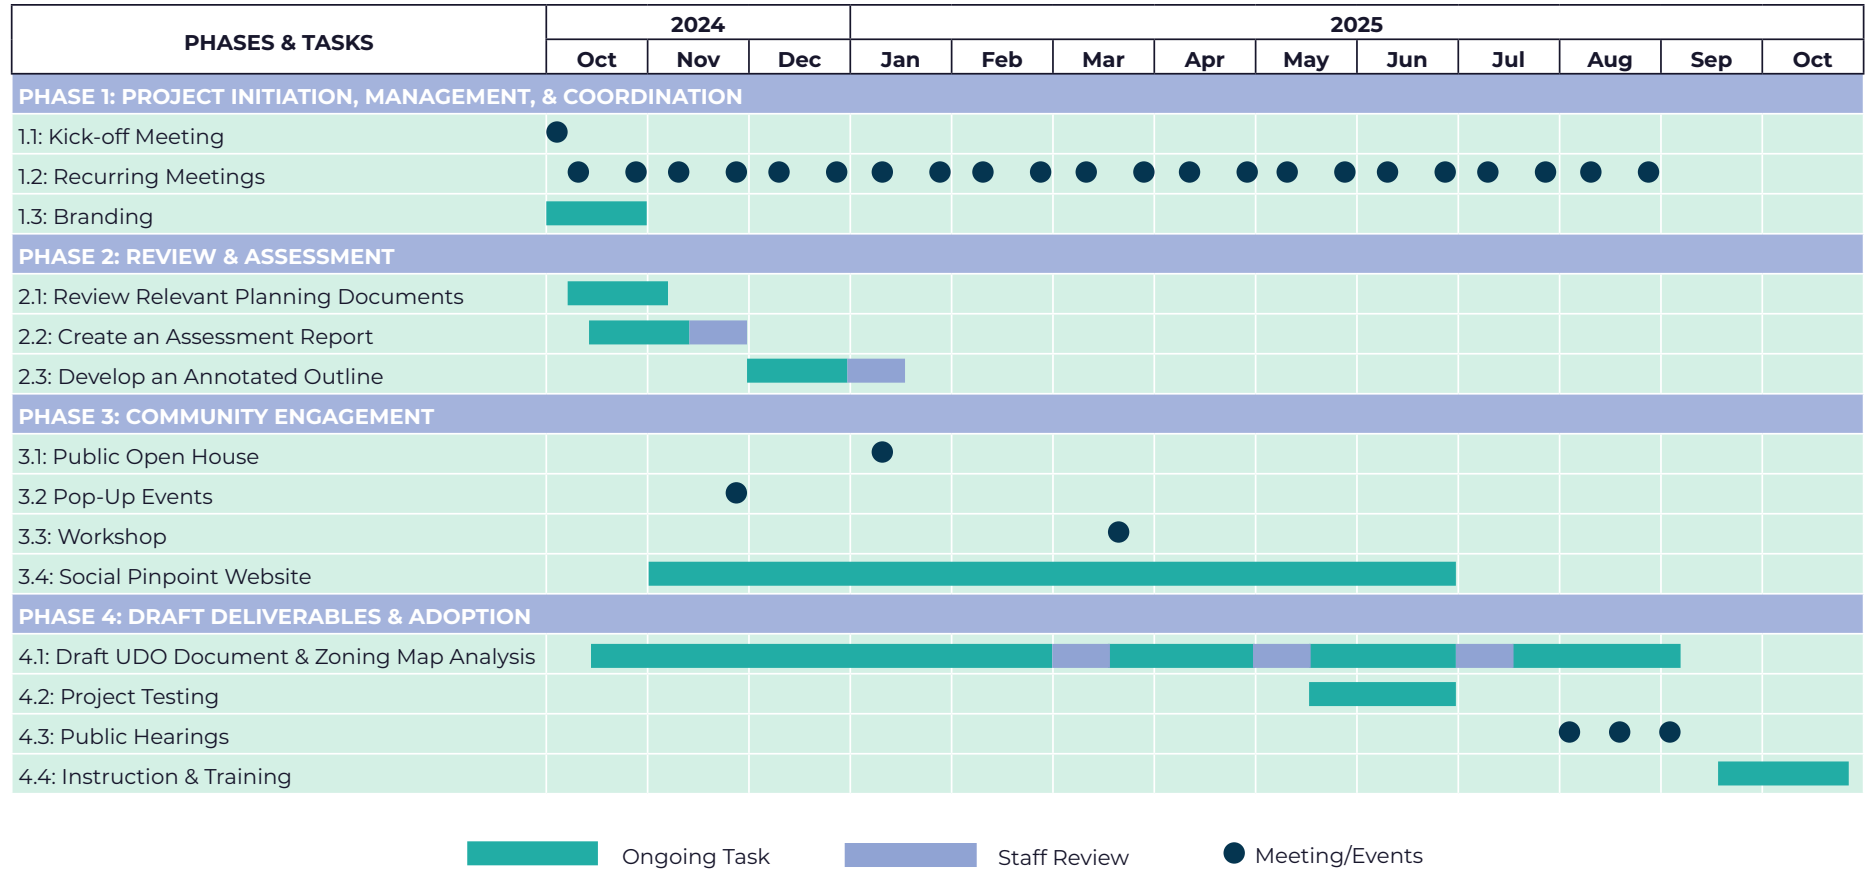 PHASES & TASKS
2024
2025
Oct Nov Dec Jan Feb Mar Apr May Jun Jul Aug Sep Oct
PHASE 1: PROJECT INITIATION, MANAGEMENT, & COORDINATION
1.1: Kick-off Meeting
1.2: Recurring Meetings
1.3: Branding
PHASE 2: REVIEW & ASSESSMENT
2.1: Review Relevant Planning Documents
2.2: Create an Assessment Report
2.3: Develop an Annotated Outline
PHASE 3: COMMUNITY ENGAGEMENT
3.1: Public Open House
3.2 Pop-Up Events
3.3: Workshop
3.4: Social Pinpoint Website
PHASE 4: DRAFT DELIVERABLES & ADOPTION
4.1: Draft UDO Document & Zoning Map Analysis
4.2: Project Testing
4.3: Public Hearings
4.4: Instruction & Training
Ongoing Task
Staff Review
Meeting/Events